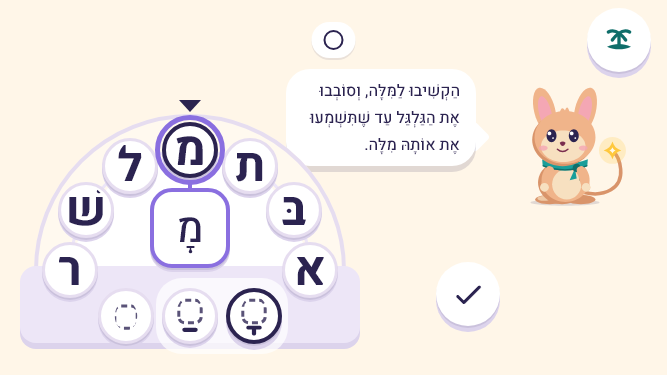 הַקְשִׁיבוּ לַמִּלָּה, וְסוֹבְבוּ
אֶת הַגַּלְגַּל עַד שֶׁתִּשְׁמְעוּ
אֶת אוֹתָהּ מִלָּה.
מ
ל
ת
שׁ
בּ
מָ
ר
א